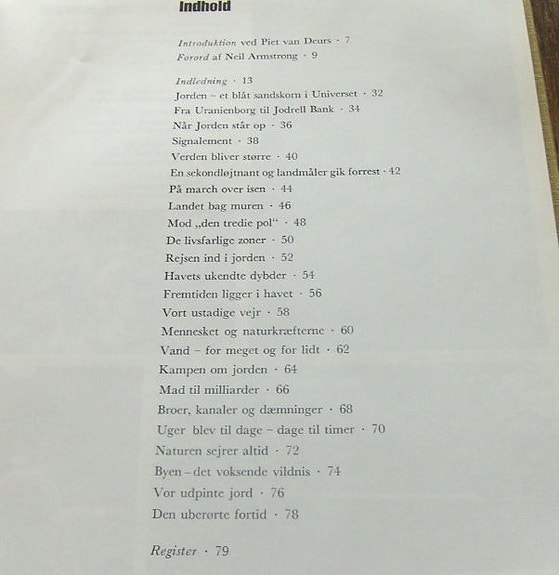 Indhold
Introduktion ved Piet van Deurs · 7
Forord af Neil Armstrong · 9
Indledning · 13
Jorden – et blåt sandskorn i Universet · 32
Fra Uranienborg til Jodrell Bank · 34
Når Jorden står op · 36
Signalement · 38
Verden bliver større · 40
En sekondløjtnant og landmåler gik forrest · 42
På march over isen · 44
Landet bag muren · 46
Mod „den tredie pol“ · 48
De livsfarlige zoner · 50
Rejsen ind i jorden · 52
Havets ukendte dybder · 54
Fremtiden ligger i havet · 56
Vort ustadige vejr · 58
Mennesket og naturkræfterne · 60
Vand – for meget og for lidt · 62
Kampen om jorden · 64
Mad til milliarder · 66
Broer, kanaler og dæmninger · 68
Uger blev til dage – dage til timer · 70
Naturen sejrer altid · 72
Byen – det voksende vildnis · 74
Vor udpinte jord · 76
Den uberørte fortid · 78
Register · 79